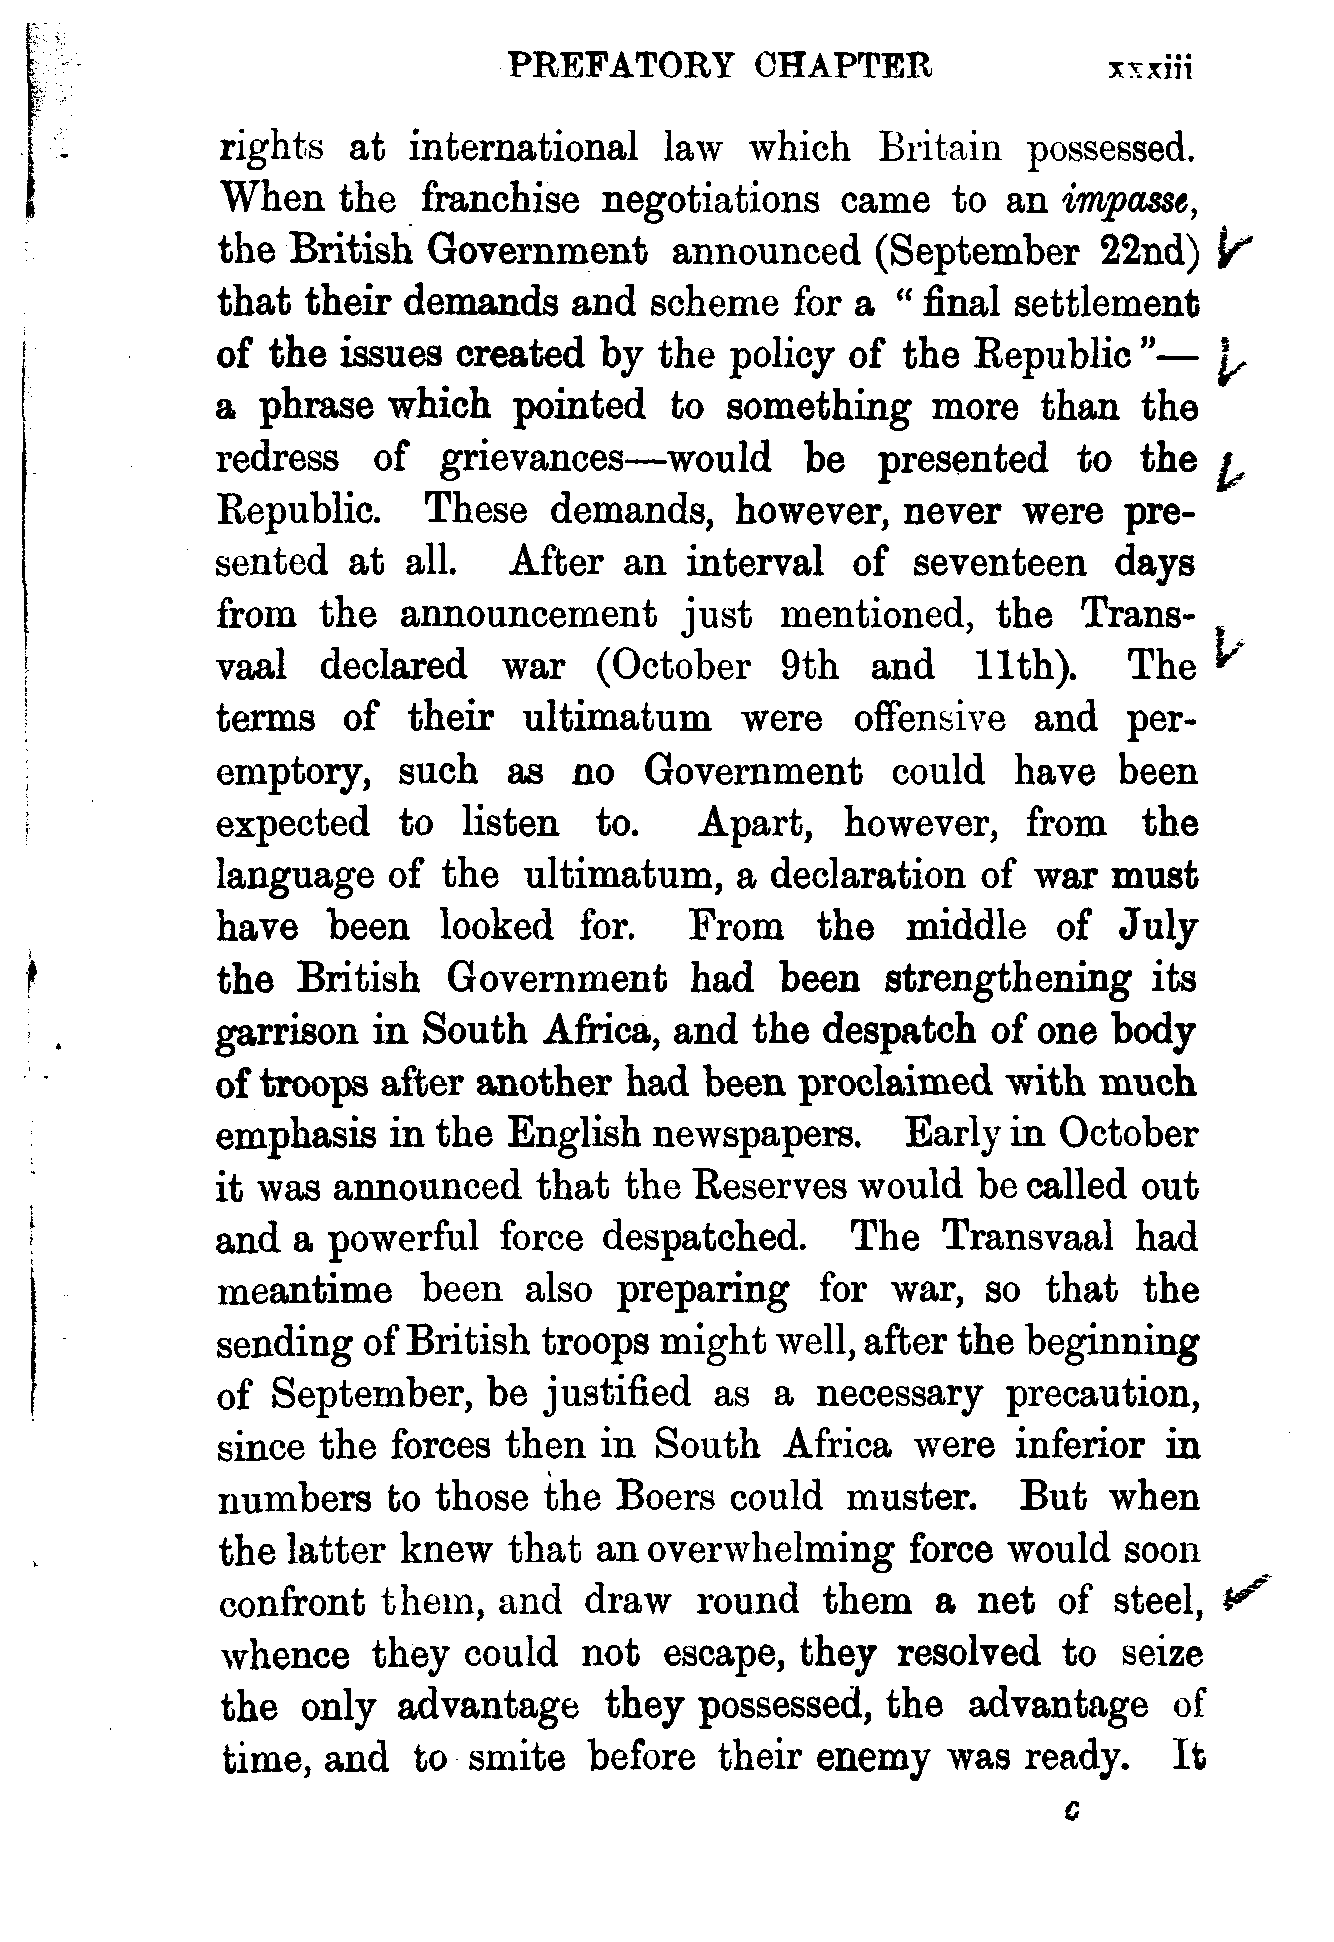 PREFATORY CHAPTER xxxiii
rights at international law which Britain possessed.
When the franchise negotiations came to an impasse,
the British Government announced (September 22nd)
that their demands and scheme for a “ final settlement
of the issues created by the policy of the Republic ”—
a phrase which pointed to something more than the
redress of grievances—would be presented to the
Republic. These demands, however, never were pre-
sented at all. After an interval of seventeen days
from the announcement just mentioned, the Trans-
vaal declared war (October 9th and 11th). The
terms of their ultimatum were offensive and per-
emptory, such as no Government could have been
expected to listen to. Apart, however, from the
language of the ultimatum, a declaration of war must
have been looked for. From the middle of July
the British Government had been strengthening its
garrison in South Africa, and the despatch of one body
of troops after another had been proclaimed with much
emphasis in the English newspapers. Early in October
it was announced that the Reserves would be called out
and a powerful force despatched. The Transvaal had
meantime been also preparing for war, so that the
sending of British troops might well, after the beginning
of September, be justified as a necessary precaution,
since the forces then in South Africa were inferior in
numbers to those the Boers could muster. But when
the latter knew that an overwhelming force would soon
confront them, and draw round them a net of steel,
whence they could not escape, they resolved to seize
the only advantage they possessed, the advantage of
time, and to smite before their enemy was ready. It
c